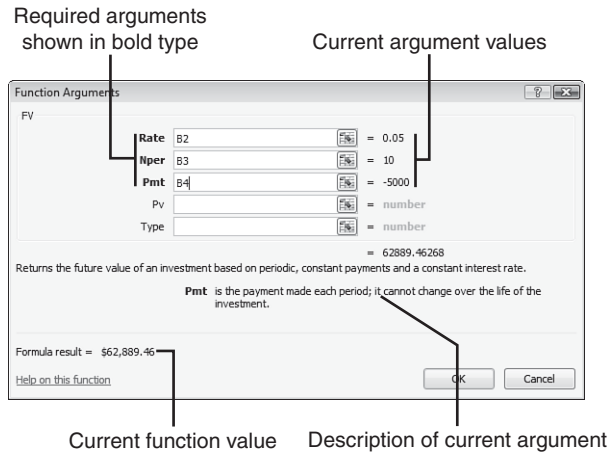 Required arguments
shown in bold type
Current argument values
Function Arguments
FV
Rate B2 = 0.05
Nper B3 = 10
Pmt B4 = -5000
Pv = number
Type = number
= 62889.46268
Returns the future value of an investment based on periodic, constant payments and a constant interest rate.
Pmt is the payment made each period; it cannot change over the life of the
investment.
Formula result = $62,889.46
Help on this function
OK Cancel
Current function value
Description of current argument